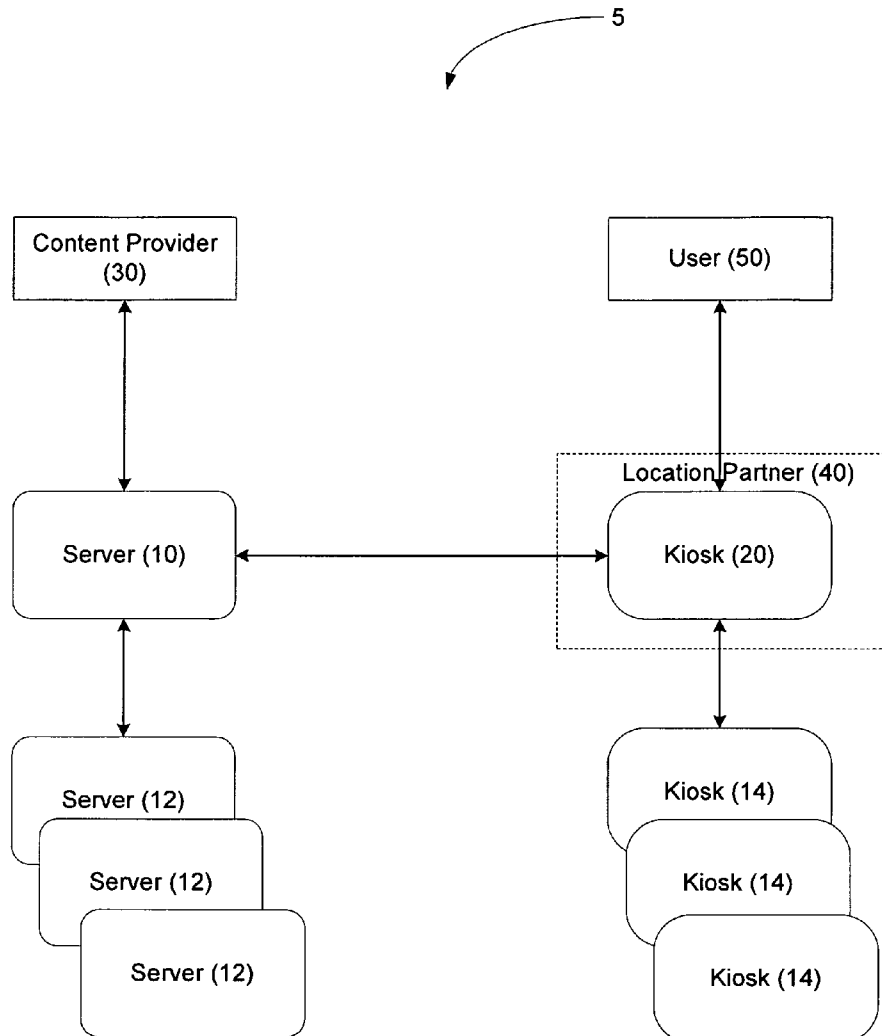 5
Content Provider
(30)
User (50)
Location Partner (40)
Server (10)
Kiosk (20)
Server (12)
Kiosk (14)
Server (12)
Kiosk (14)
Server (12)
Kiosk (14)